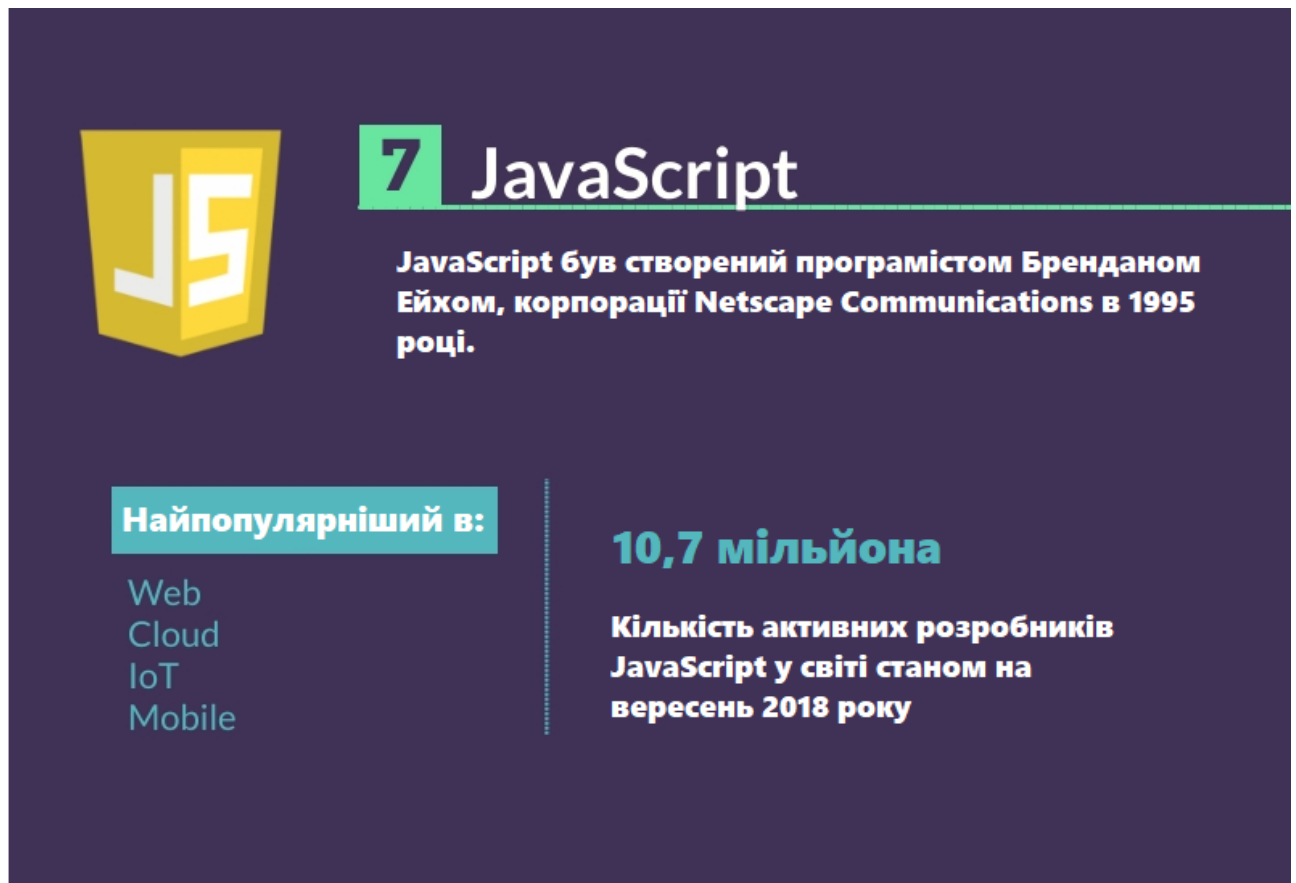 JS
7 JavaScript
JavaScript був створений програмістом Бренданом
Ейхом, корпорації Netscape Communications в 1995
році.
Найпопулярніший в:
Web
Cloud
IoT
Mobile
10,7 мільйона
Кількість активних розробників
JavaScript у світі станом на
вересень 2018 року